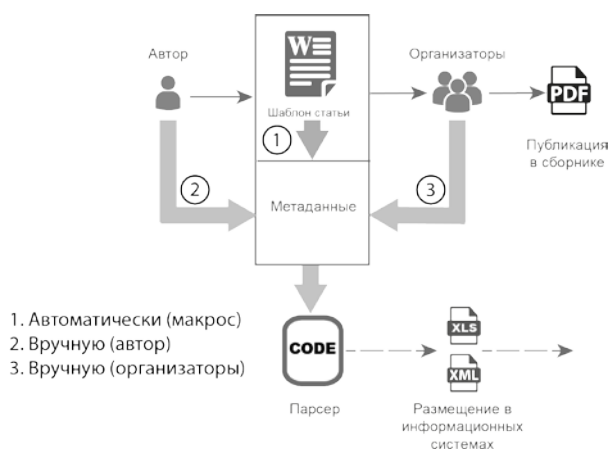 Автор
W
Организаторы
Шаблон статьи
PDF
Публикация
в сборнике
1
2
3
Метаданные
1. Автоматически (макрос)
2. Вручную (автор)
3. Вручную (организаторы)
CODE
XLS
XML
Парсер
Размещение в
информационных
системах